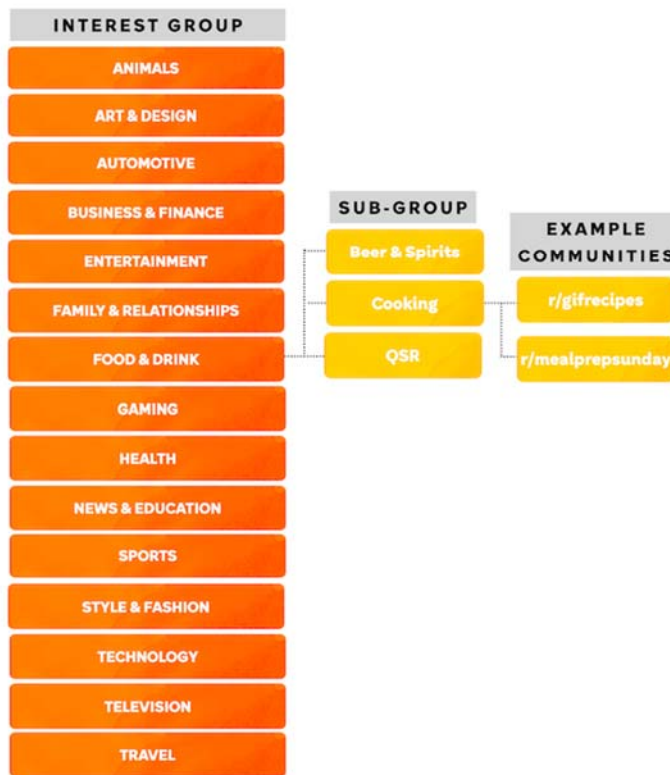 INTEREST GROUP
ANIMALS
ART & DESIGN
AUTOMOTIVE
BUSINESS & FINANCE
ENTERTAINMENT
FAMILY & RELATIONSHIPS
FOOD & DRINK
GAMING
HEALTH
NEWS & EDUCATION
SPORTS
STYLE & FASHION
TECHNOLOGY
TELEVISION
TRAVEL
SUB-GROUP
Beer & Spirits
Cooking
QSR
EXAMPLE
COMMUNITIES
r/gifrecipes
r/mealprepsunday